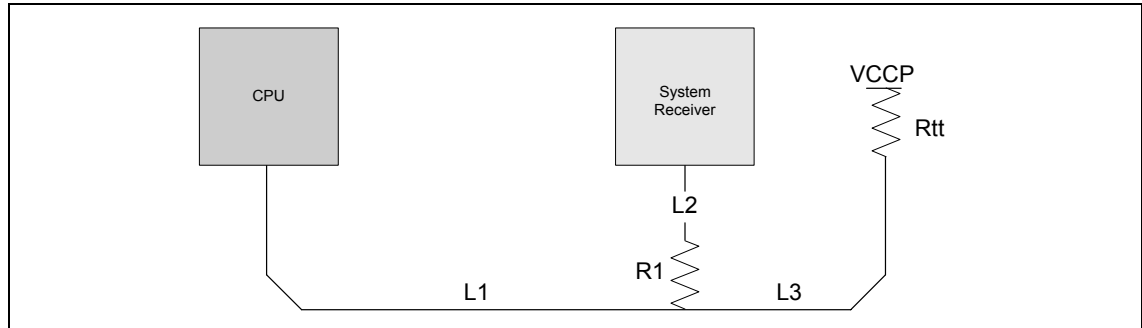 CPU
System
Receiver
VCCP
Rtt
L2
R1
L1
L3